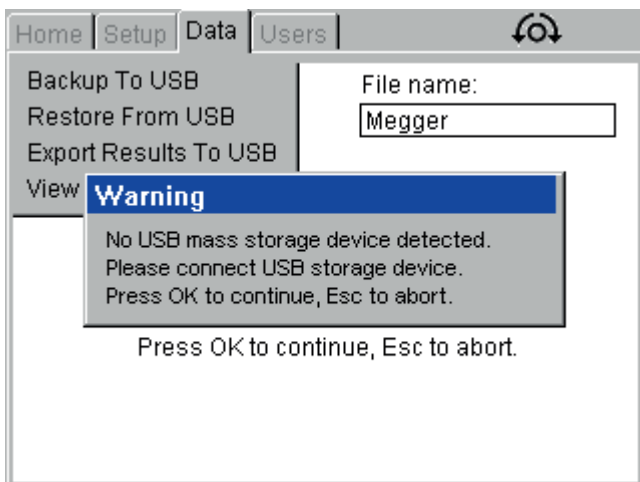 Home Setup Data Users
Backup To USB
Restore From USB
Export Results To USB
View
File name:
Megger
Warning
No USB mass storage device detected.
Please connect USB storage device.
Press OK to continue, Esc to abort.
Press OK to continue, Esc to abort.